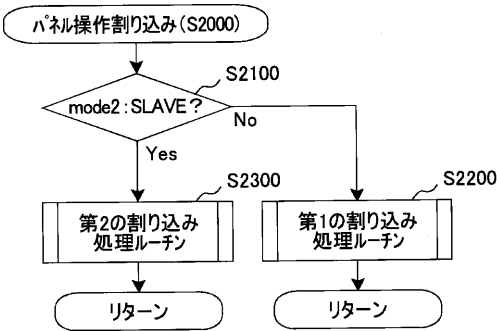 パネル操作割り込み(S2000)
S2100
mode2:SLAVE?
No
Yes
S2300
S2200
第2の割り込み
処理ルーチン
第1の割り込み
処理ルーチン
リターン
リターン